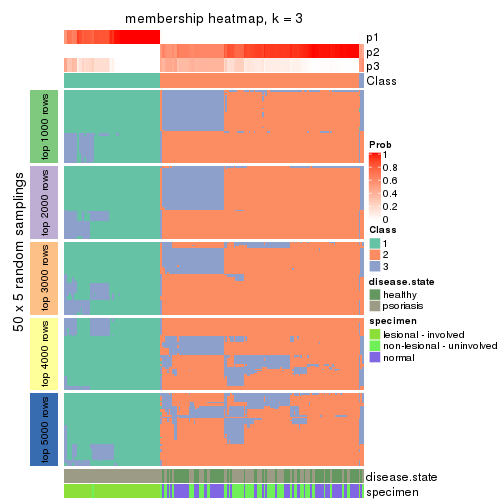 membership heatmap, k = 3
p1
p2
p3
Class
50 x 5 random samplings
top 1000 rows
top 2000 rows
top 3000 rows
top 4000 rows
top 5000 rows
Prob
1
0.8
0.6
0.4
0.2
0
Class
1
2
3
disease.state
healthy
psoriasis
specimen
lesional - involved
non-lesional - uninvolved
normal
disease.state
specimen